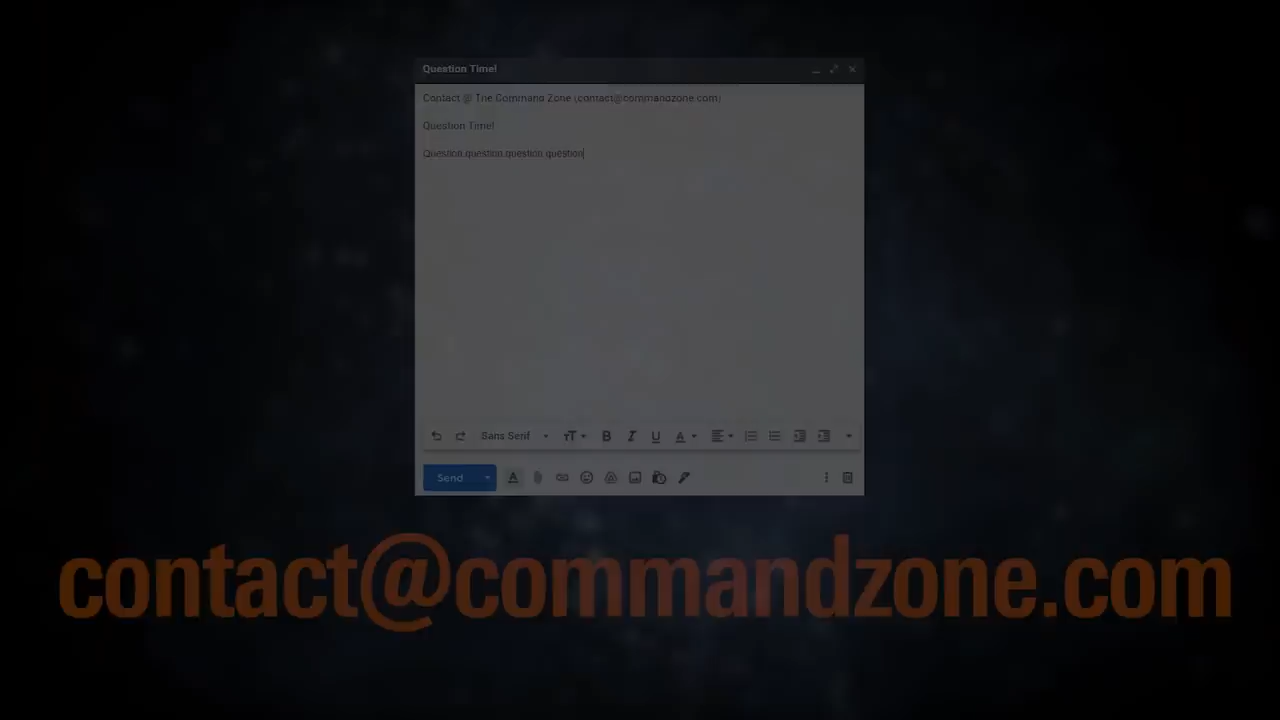 Question Time!
Contact @ The Command Zone (contact@commandzone.com)
Question Time!
Question question question question
Sans Serif
Send
contact@commandzone.com